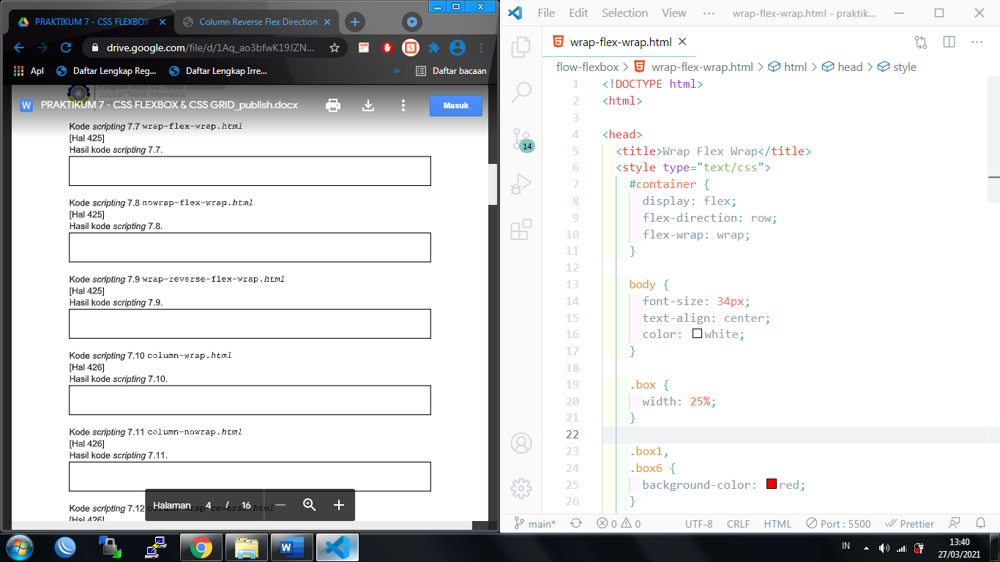 PRAKTIKUM 7 - CSS FLEXBOX
Column Reverse Flex Direction
drive.google.com/file/d/1Aq_ao3bfwK19JZN...
Apl
Daftar Lengkap Reg...
Daftar Lengkap Irre...
»
Daftar bacaan
Program Studi D3 Teknik Informatika
Jurusan Teknik Informatika
W PRAKTIKUM 7 - CSS FLEXBOX & CSS GRID_publish.docx
Masuk
Kode scripting 7.7 wrap-flex-wrap.html
[Hal 425]
Hasil kode scripting 7.7.
Kode scripting 7.8 nowrap-flex-wrap.html
[Hal 425]
Hasil kode scripting 7.8.
Kode scripting 7.9 wrap-reverse-flex-wrap.html
[Hal 425]
Hasil kode scripting 7.9.
Kode scripting 7.10 column-wrap.html
[Hal 426]
Hasil kode scripting 7.10.
Kode scripting 7.11 column-nowrap.html
[Hal 426]
Hasil kode scripting 7.11.
Kode scripting 7.12 column-wrap-reverse.html
[Hal 426]
Halaman 4 / 16
File Edit Selection View ··· wrap-flex-wrap.html - praktik...
wrap-flex-wrap.html
flow-flexbox > wrap-flex-wrap.html > html > head > style
14
1 <!DOCTYPE html>
2 <html>
3
4 <head>
5 <title>Wrap Flex Wrap</title>
6 <style type="text/css">
7 #container {
8 display: flex;
9 flex-direction: row;
10 flex-wrap: wrap;
11 }
12
13 body {
14 font-size: 34px;
15 text-align: center;
16 color: white;
17 }
18
19 .box {
20 width: 25%;
21 }
22
23 .box1,
24 .box6 {
25 background-color: red;
26 }
main* 0 0 UTF-8 CRLF HTML Port : 5500 Prettier
IN
13:40
27/03/2021